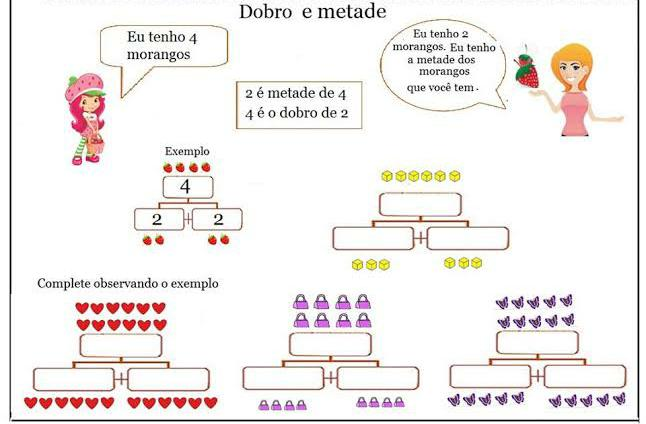 Dobro e metade
Eu tenho 4
morangos
Eu tenho 2
morangos. Eu tenho
a metade dos
morangos
que você tem.
2 é metade de 4
4 é o dobro de 2
Exemplo
4
2 + 2
+
Complete observando o exemplo
+
+
+